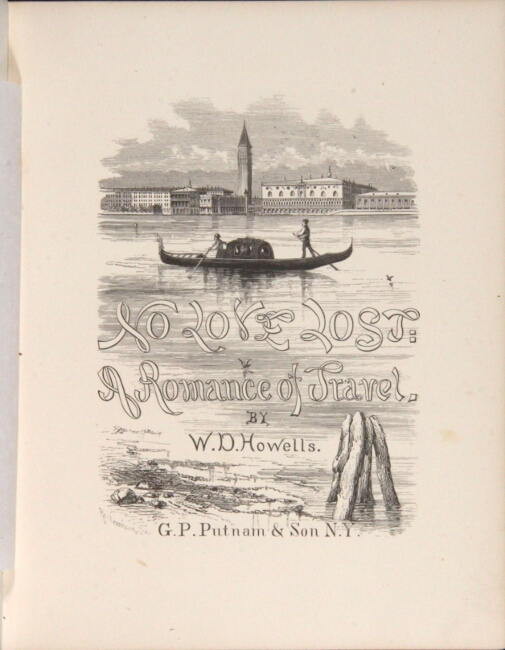 NO LOVE LOST:
A Romance of Travel.
BY
W.D. Howells.
G.P. Putnam & Son N.Y.